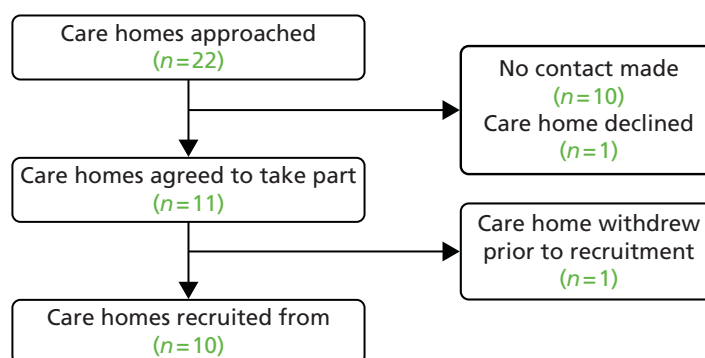 Care homes approached
(n=22)
No contact made
(n=10)
Care home declined
(n=1)
Care homes agreed to take part
(n=11)
Care home withdrew
prior to recruitment
(n=1)
Care homes recruited from
(n=10)